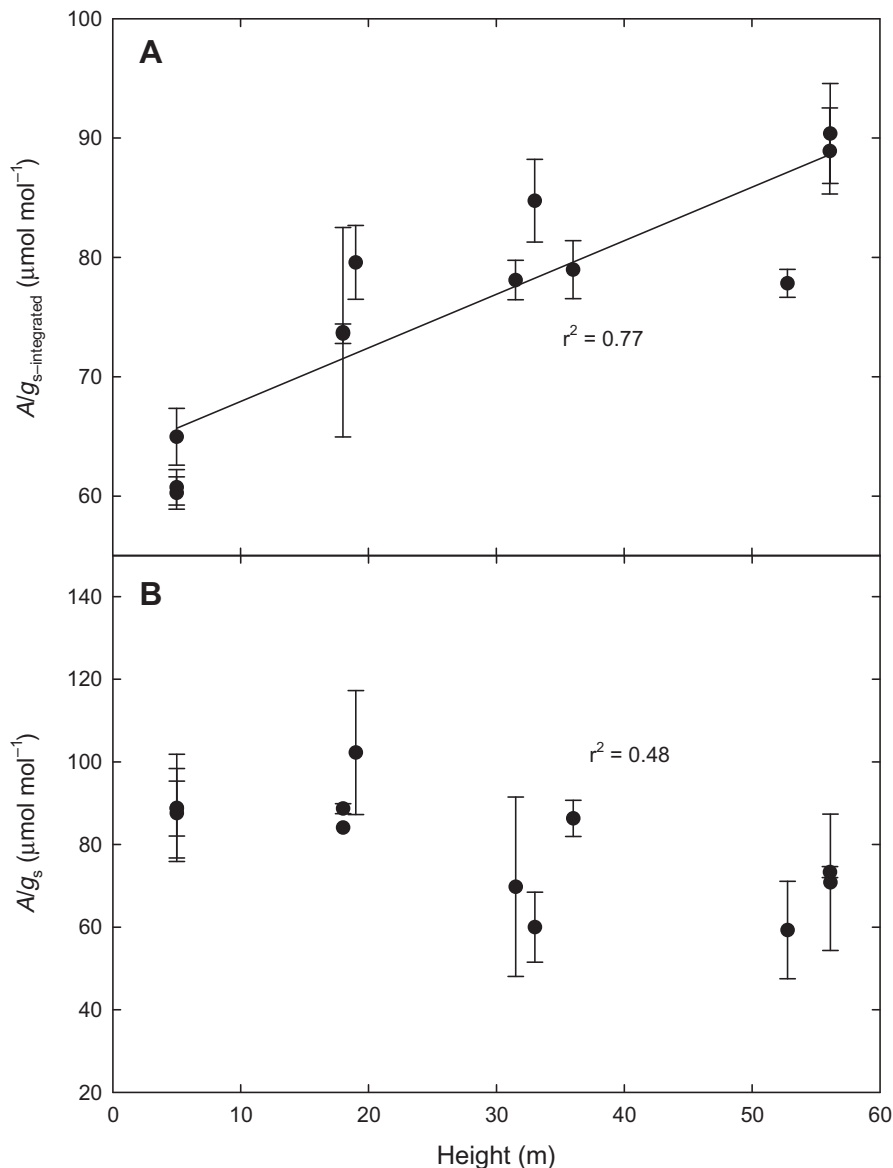 A
100
90
80
70
60
A/gs–integrated (μmol mol⁻¹)
r² = 0.77
B
140
120
100
80
60
40
20
A/gs (μmol mol⁻¹)
r² = 0.48
0 10 20 30 40 50 60
Height (m)